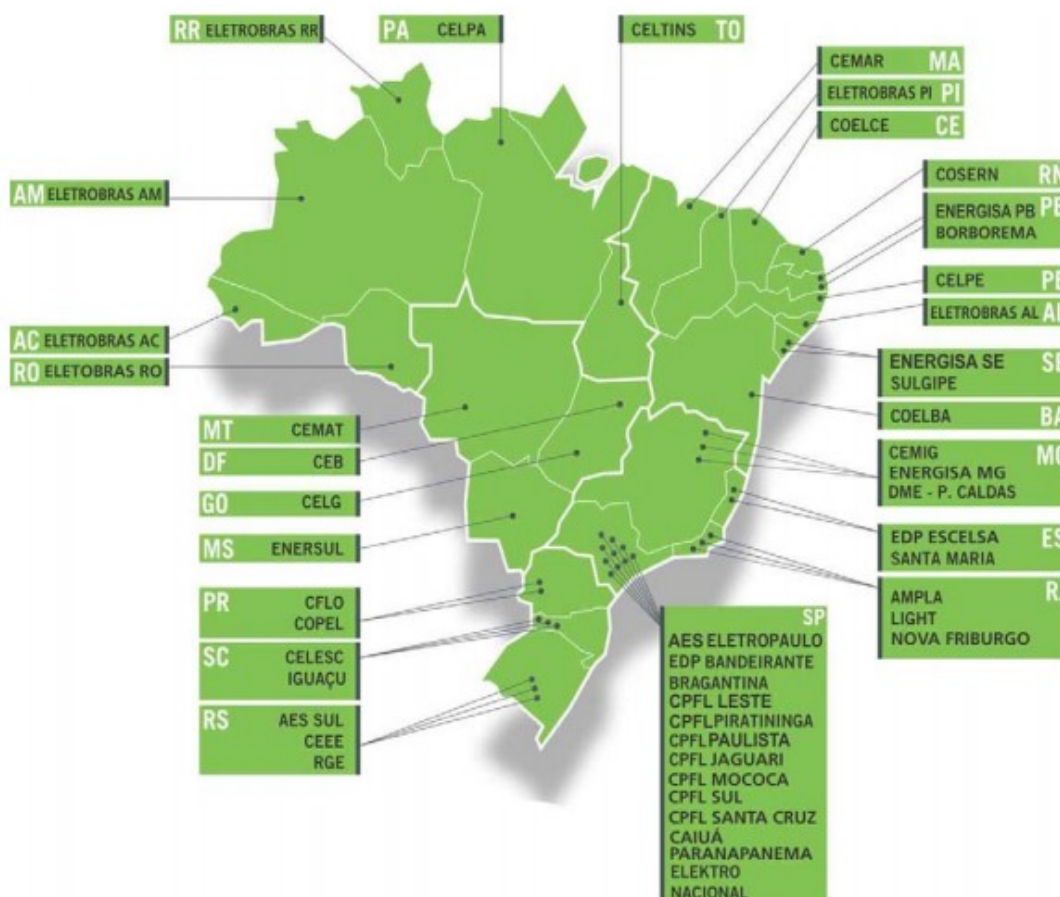 RR ELETROBRAS RR
PA CELPA
CELTINS TO
CEMAR MA
ELETROBRAS PI PI
COELCE CE
AM ELETROBRAS AM
COSERN RN
ENERGISA PB
BORBOREMA
CELPE
ELETROBRAS AL
AC ELETROBRAS AC
RO ELETOBRAS RO
ENERGISA SE
SULGIPE
COELBA BA
MT CEMAT
DF CEB
GO CELG
MS ENERSUL
CEMIG
ENERGISA MG
DME - P. CALDAS
EDP ESCELSA ES
SANTA MARIA
PR CFLO
COPEL
SC CELESC
IGUAÇU
RS AES SUL
CEEE
RGE
AMPLA
LIGHT
NOVA FRIBURGO
SP
AES ELETROPAULO
EDP BANDEIRANTE
BRAGANTINA
CPFL LESTE
CPFL PIRATININGA
CPFL PAULISTA
CPFL JAGUARI
CPFL MOCOCA
CPFL SUL
CPFL SANTA CRUZ
CAIUÁ
PARANAPANEMA
ELEKTRO
NACIONAL